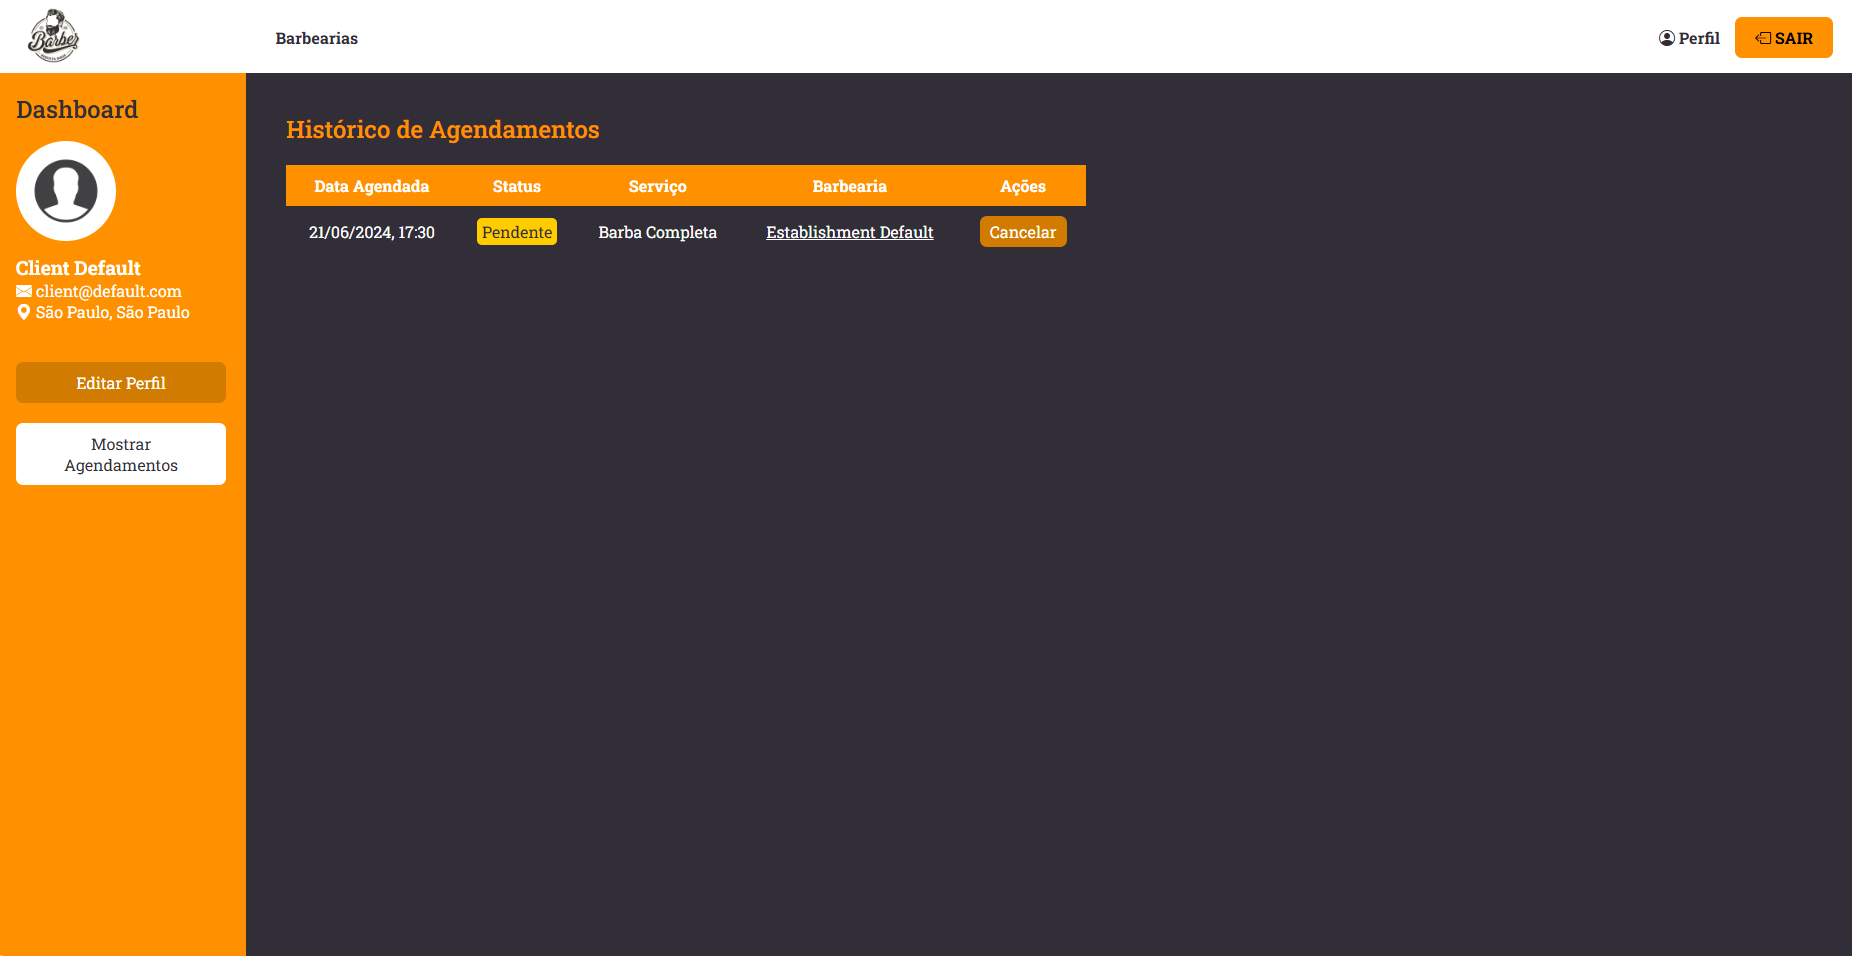 Barber
Barbearias
Perfil
SAIR
Dashboard
Client Default
client@default.com
São Paulo, São Paulo
Editar Perfil
Mostrar
Agendamentos
Histórico de Agendamentos
Data Agendada Status Serviço Barbearia Ações
21/06/2024, 17:30 Pendente Barba Completa Establishment Default Cancelar